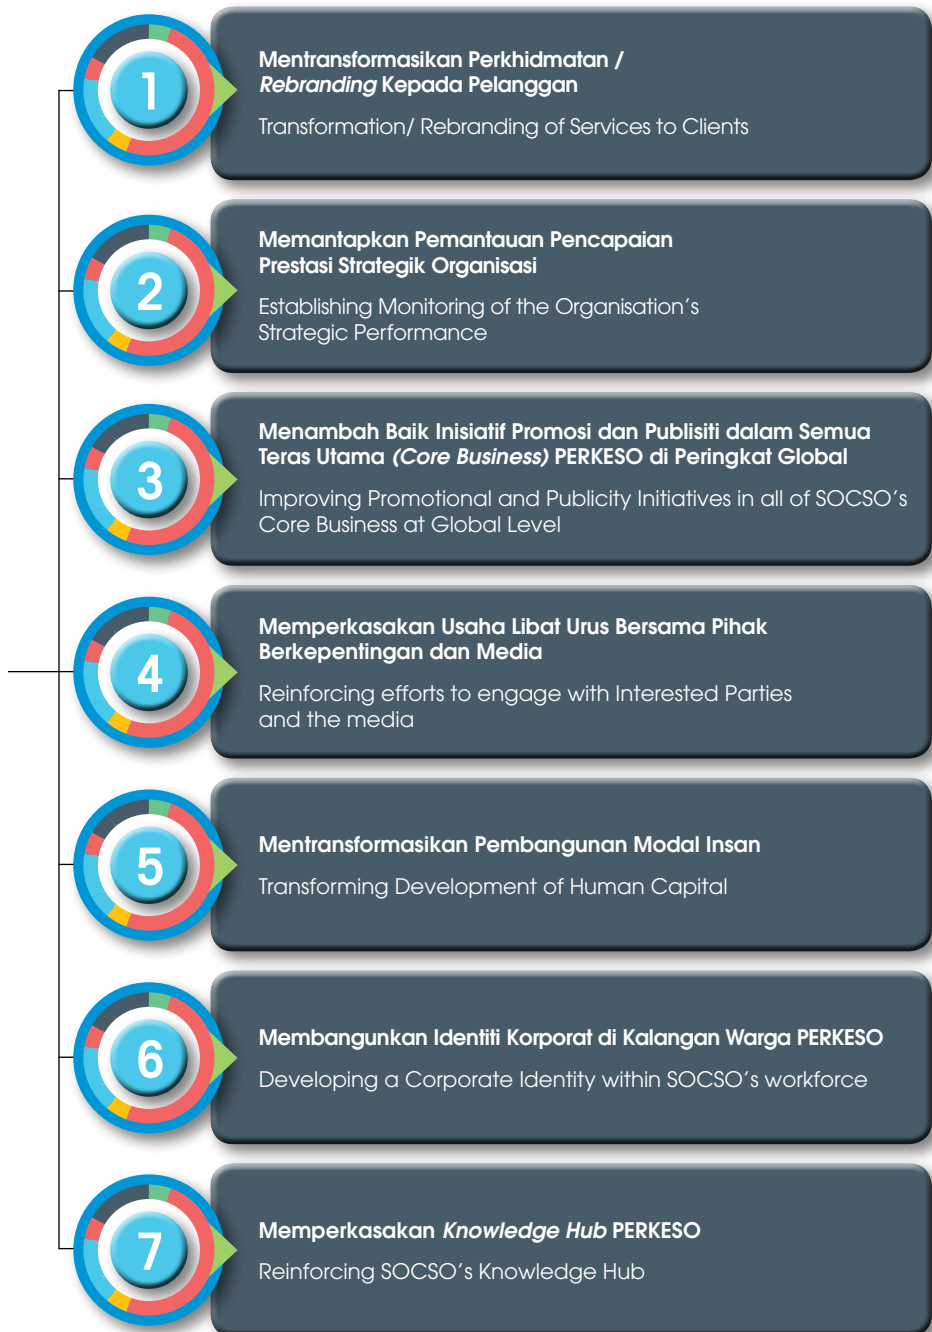 1
Mentransformasikan Perkhidmatan /
Rebranding Kepada Pelanggan
Transformation/ Rebranding of Services to Clients
2
Memantapkan Pemantauan Pencapaian
Prestasi Strategik Organisasi
Establishing Monitoring of the Organisation’s
Strategic Performance
3
Menambah Baik Inisiatif Promosi dan Publisiti dalam Semua
Teras Utama (Core Business) PERKESO di Peringkat Global
Improving Promotional and Publicity Initiatives in all of SOCSO’s
Core Business at Global Level
4
Memperkasakan Usaha Libat Urus Bersama Pihak
Berkepentingan dan Media
Reinforcing efforts to engage with Interested Parties
and the media
5
Mentransformasikan Pembangunan Modal Insan
Transforming Development of Human Capital
6
Membangunkan Identiti Korporat di Kalangan Warga PERKESO
Developing a Corporate Identity within SOCSO’s workforce
7
Memperkasakan Knowledge Hub PERKESO
Reinforcing SOCSO’s Knowledge Hub